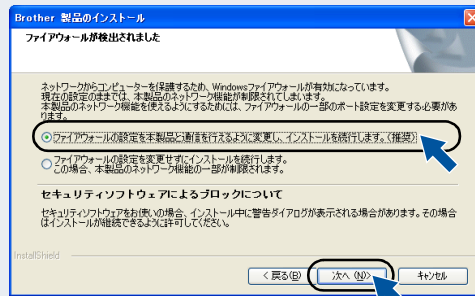 Brother 製品のインストール
ファイアウォールが検出されました
ネットワークからコンピューターを保護するため、Windowsファイアウォールが有効になっています。
現在の設定のままでは、本製品のネットワーク機能が制限されてしまいます。
本製品のネットワーク機能を使えるようにするためには、ファイアウォールの一部のポート設定を変更する必要があ
ります。
ファイアウォールの設定を本製品と通信を行えるように変更し、インストールを続行します。(推奨)
ファイアウォールの設定を変更せずにインストールを続行します。
この場合、本製品のネットワーク機能の一部が制限されます。
セキュリティソフトウェアによるブロックについて
セキュリティソフトウェアをお使いの場合、インストール中に警告ダイアログが表示される場合があります。その場合
はインストールが継続できるように許可してください。
InstallShield
< 戻る(B)
次へ (N)>
キャンセル